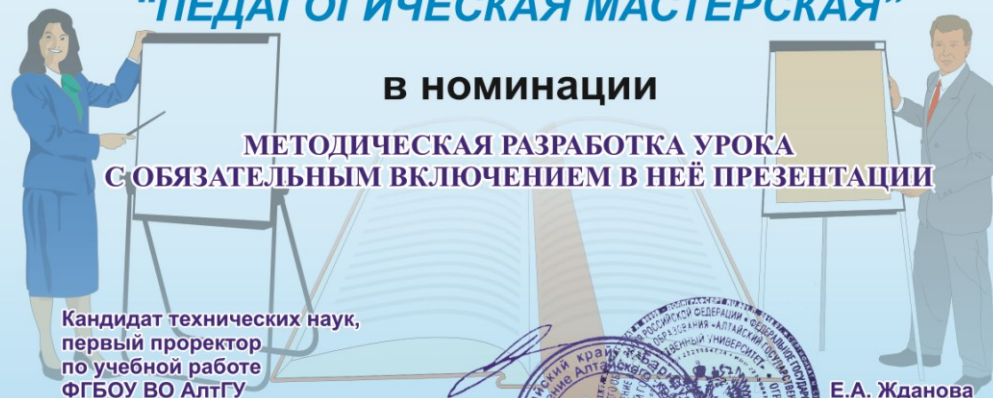 "ПЕДАГОГИЧЕСКАЯ МАСТЕРСКАЯ"
в номинации
МЕТОДИЧЕСКАЯ РАЗРАБОТКА УРОКА
С ОБЯЗАТЕЛЬНЫМ ВКЛЮЧЕНИЕМ В НЕЁ ПРЕЗЕНТАЦИИ
Кандидат технических наук,
первый проректор
по учебной работе
ФГБОУ ВО АлтГУ
Е.А. Жданова